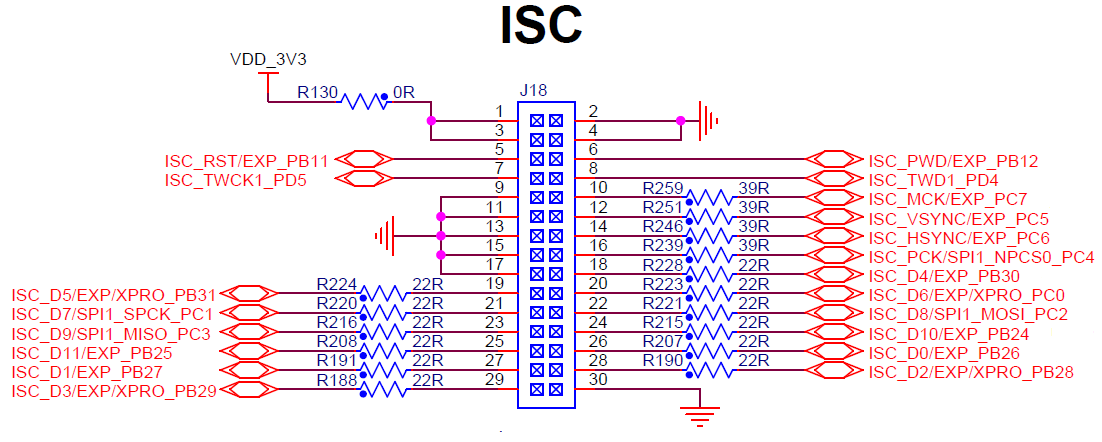 ISC
VDD_3V3
R130 0R
J18
1 2
3 4
ISC_RST/EXP_PB11 5 6 ISC_PWD/EXP_PB12
ISC_TWCK1_PD5 7 8 ISC_TWD1_PD4
9 10 R259 39R ISC_MCK/EXP_PC7
11 12 R251 39R ISC_VSYNC/EXP_PC5
13 14 R246 39R ISC_HSYNC/EXP_PC6
15 16 R239 39R ISC_PCK/SPI1_NPCS0_PC4
17 18 R228 22R ISC_D4/EXP_PB30
ISC_D5/EXP/XPRO_PB31 R224 22R 19 20 R223 22R ISC_D6/EXP/XPRO_PC0
ISC_D7/SPI1_SPCK_PC1 R220 22R 21 22 R221 22R ISC_D8/SPI1_MOSI_PC2
ISC_D9/SPI1_MISO_PC3 R216 22R 23 24 R215 22R ISC_D10/EXP_PB24
ISC_D11/EXP_PB25 R208 22R 25 26 R207 22R ISC_D0/EXP_PB26
ISC_D1/EXP_PB27 R191 22R 27 28 R190 22R ISC_D2/EXP/XPRO_PB28
ISC_D3/EXP/XPRO_PB29 R188 22R 29 30